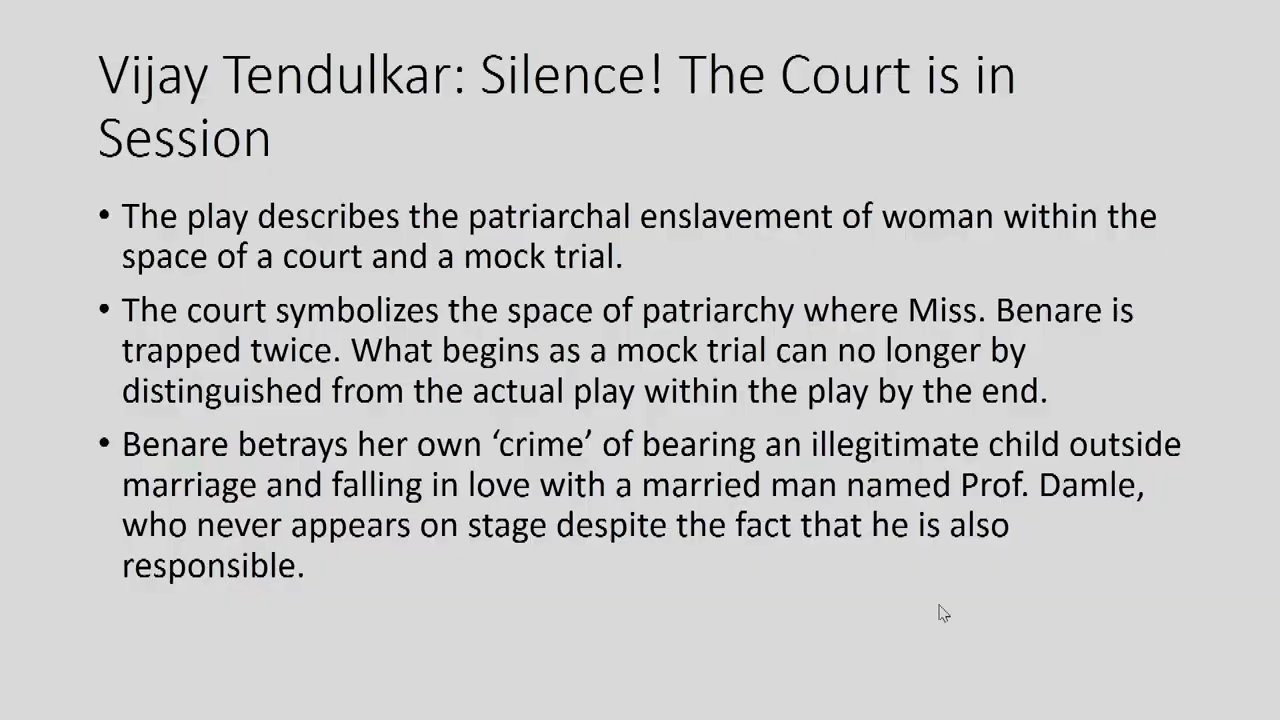 Vijay Tendulkar: Silence! The Court is in
Session
• The play describes the patriarchal enslavement of woman within the
space of a court and a mock trial.
• The court symbolizes the space of patriarchy where Miss. Benare is
trapped twice. What begins as a mock trial can no longer by
distinguished from the actual play within the play by the end.
• Benare betrays her own ‘crime’ of bearing an illegitimate child outside
marriage and falling in love with a married man named Prof. Damle,
who never appears on stage despite the fact that he is also
responsible.